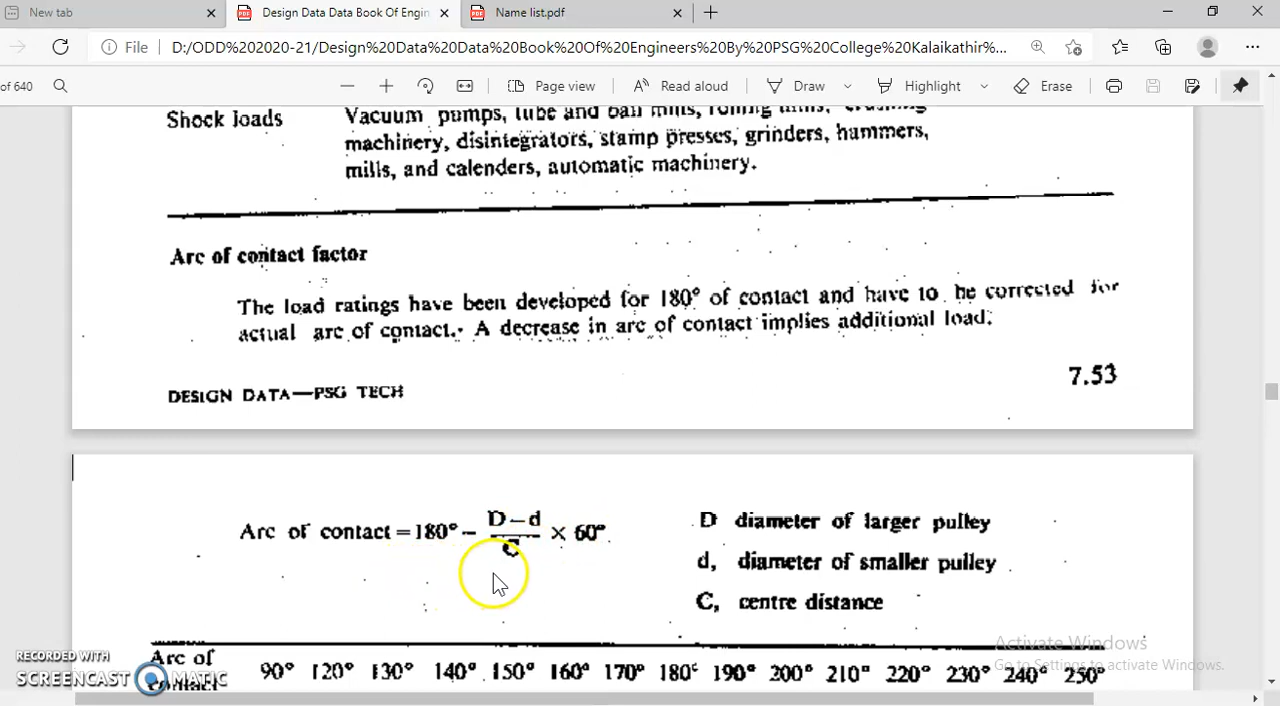 New tab
Design Data Data Book Of Engin
Name list.pdf
File
D:/ODD%202020-21/Design%20Data%20Data%20Book%20Of%20Engineers%20By%20PSG%20College%20Kalaikathir%...
of 640
Page view
Read aloud
Draw
Highlight
Erase
Shock loads
Vacuum pumps, tube and ball mills, rolling mills, crushing
machinery, disintegrators, stamp presses, grinders, hammers,
mills, and calenders, automatic machinery.
Arc of contact factor
The load ratings have been developed for 180° of contact and have to be corrected for
actual arc of contact. A decrease in arc of contact implies additional load.
DESIGN DATA—PSG TECH
7.53
Arc of contact = 180° – D – d / C × 60°
D diameter of larger pulley
d, diameter of smaller pulley
C, centre distance
Arc of
contact
90° 120° 130° 140° 150° 160° 170° 180° 190° 200° 210° 220° 230° 240° 250°
Activate Windows
Go to Settings to activate Windows.
RECORDED WITH
SCREENCAST MATIC